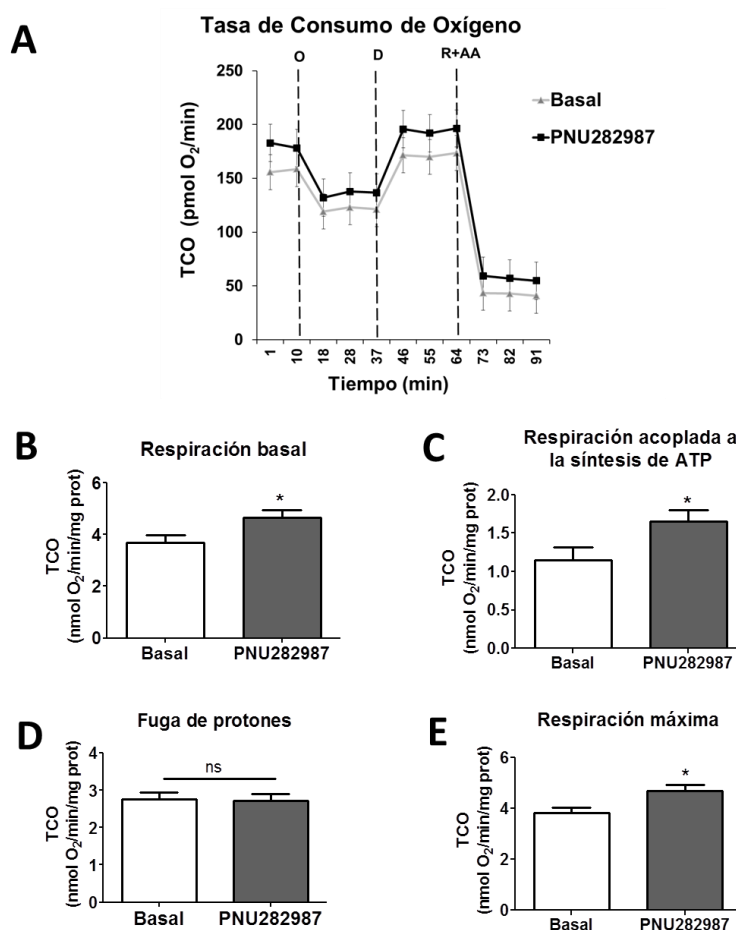 A
Tasa de Consumo de Oxígeno
O
D
R+AA
TCO (pmol O2/min)
250
200
150
100
50
0
Basal
PNU282987
1 10 18 28 37 46 55 64 73 82 91
Tiempo (min)
B
Respiración basal
TCO
(nmol O2/min/mg prot)
6
4
2
0
*
Basal PNU282987
C
Respiración acoplada a
la síntesis de ATP
TCO
(nmol O2/min/mg prot)
2.0
1.5
1.0
0.5
0.0
*
Basal PNU282987
D
Fuga de protones
TCO
(nmol O2/min/mg prot)
4
3
2
1
0
ns
Basal PNU282987
E
Respiración máxima
TCO
(nmol O2/min/mg prot)
6
4
2
0
*
Basal PNU282987